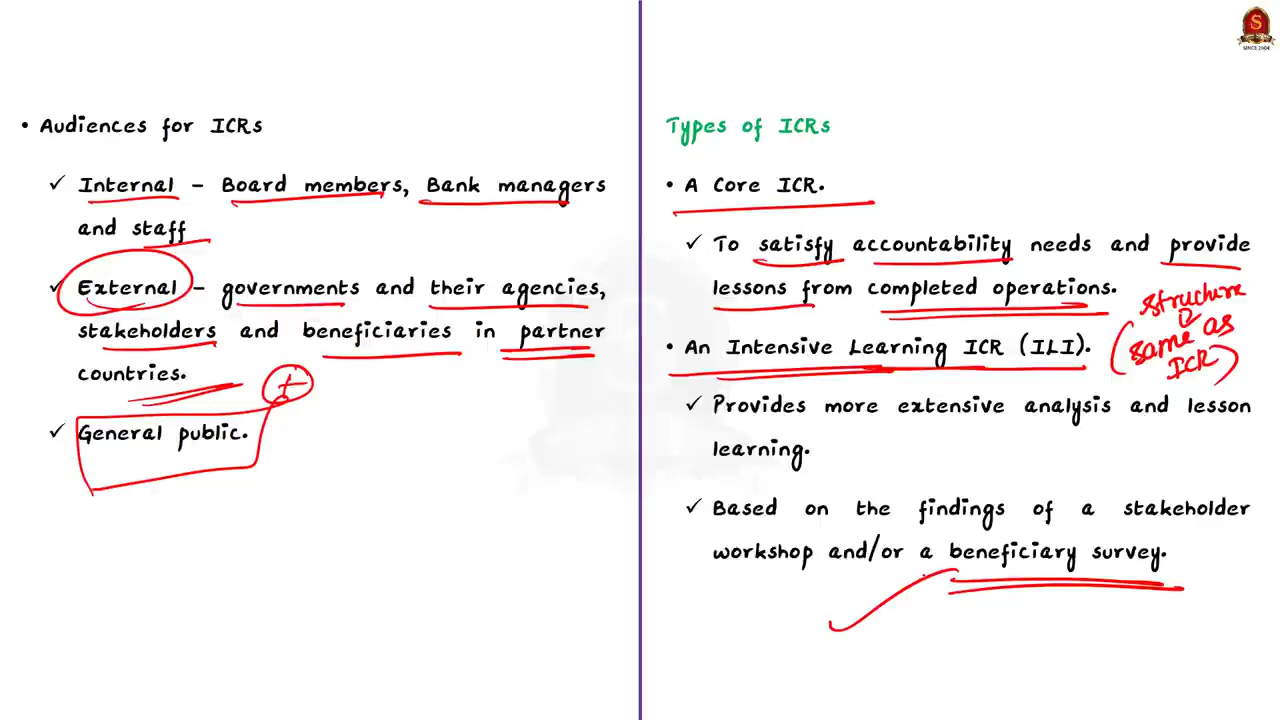 • Audiences for ICRs
✓ Internal – Board members, Bank managers
and staff
✓ External – governments and their agencies,
stakeholders and beneficiaries in partner
countries.
+
✓ General public.
S
SINCE 2004
Types of ICRs
• A Core ICR.
✓ To satisfy accountability needs and provide
lessons from completed operations.
• An Intensive Learning ICR (ILI).
(structure
same as
ICR)
✓ Provides more extensive analysis and lesson
learning.
✓ Based on the findings of a stakeholder
workshop and/or a beneficiary survey.